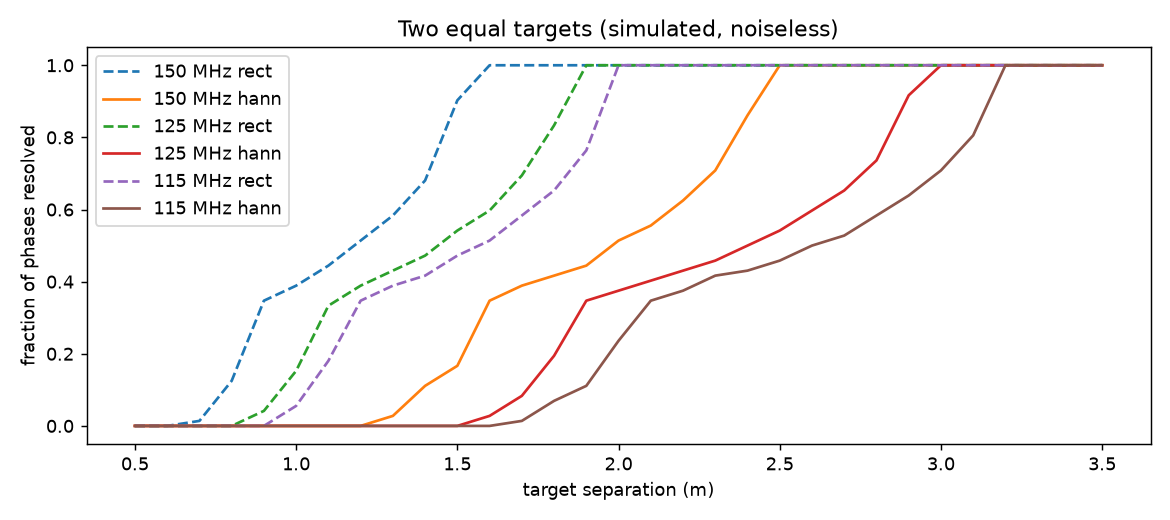 Two equal targets (simulated, noiseless)
fraction of phases resolved
1.0
0.8
0.6
0.4
0.2
0.0
150 MHz rect
150 MHz hann
125 MHz rect
125 MHz hann
115 MHz rect
115 MHz hann
0.5 1.0 1.5 2.0 2.5 3.0 3.5
target separation (m)